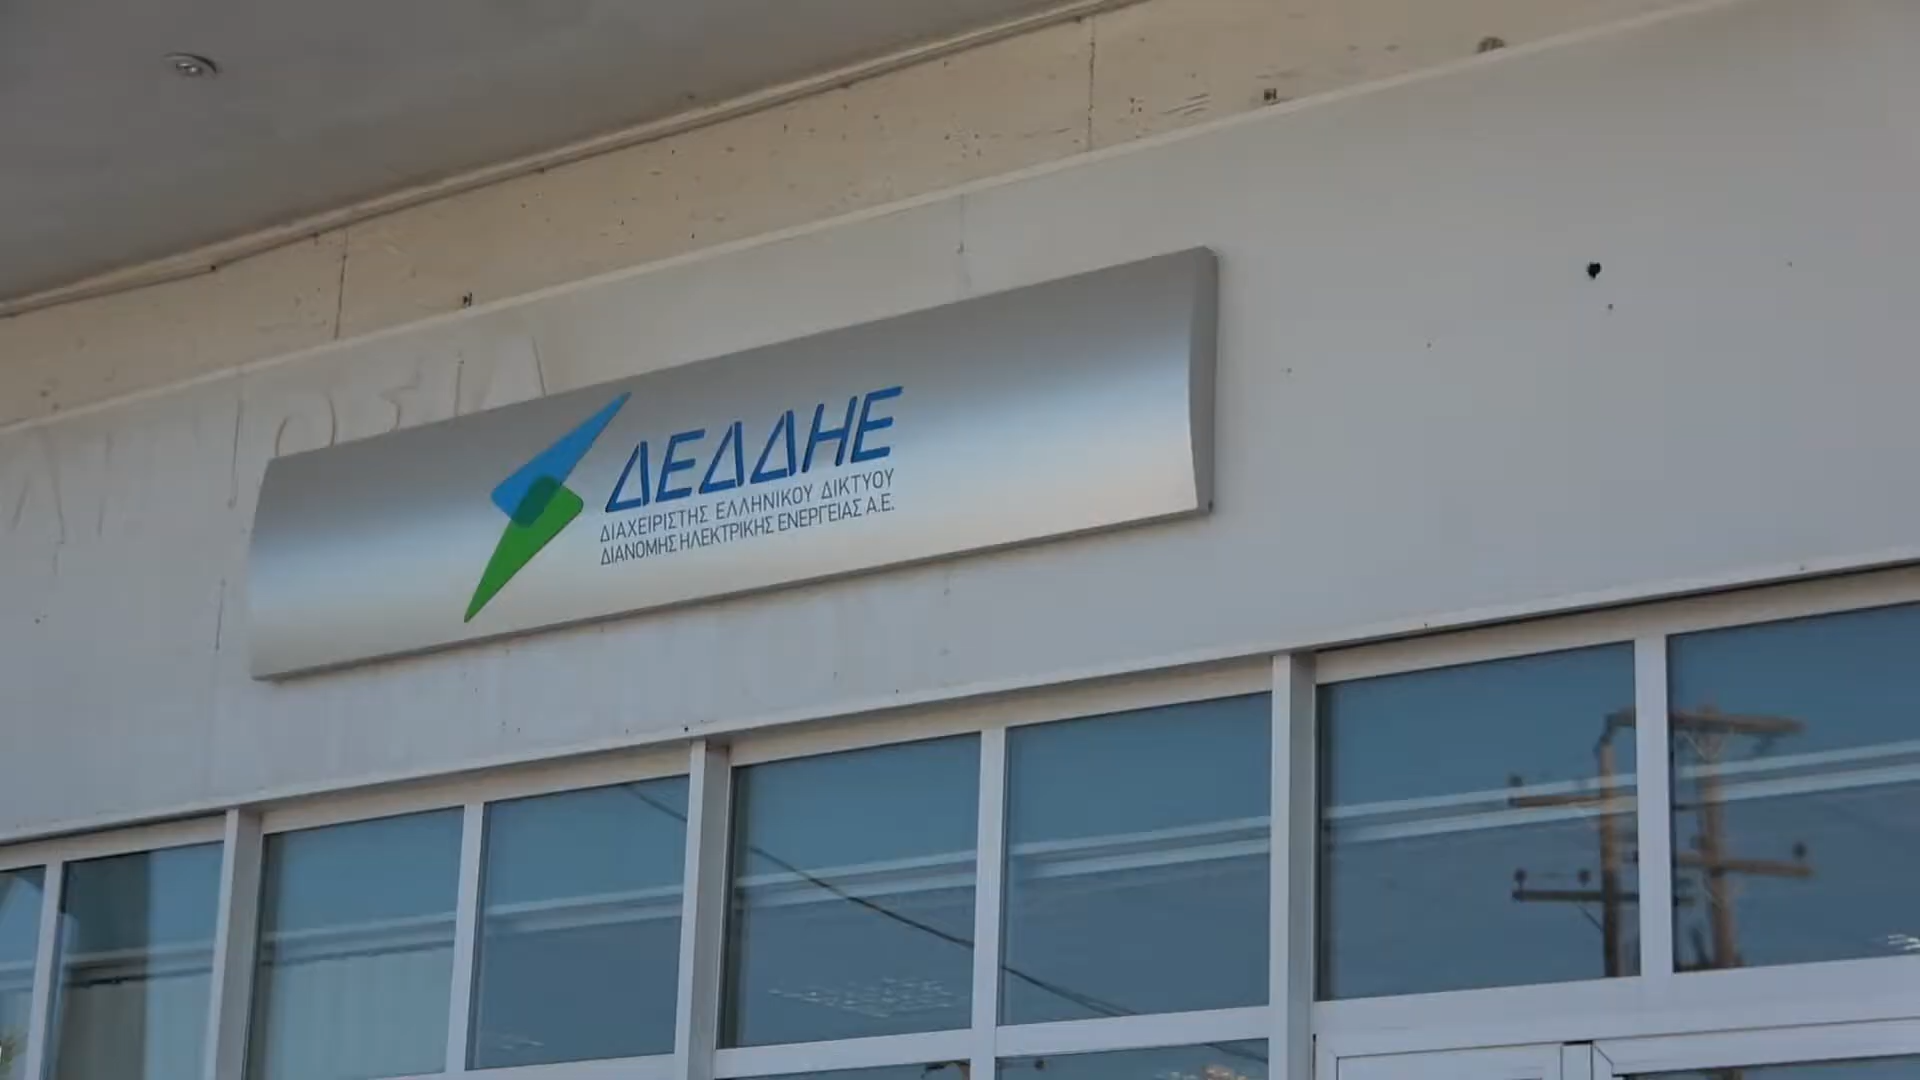 ΔΕΔΔΗΕ
ΔΙΑΧΕΙΡΙΣΤΗΣ ΕΛΛΗΝΙΚΟΥ ΔΙΚΤΥΟΥ
ΔΙΑΝΟΜΗΣ ΗΛΕΚΤΡΙΚΗΣ ΕΝΕΡΓΕΙΑΣ Α.Ε.